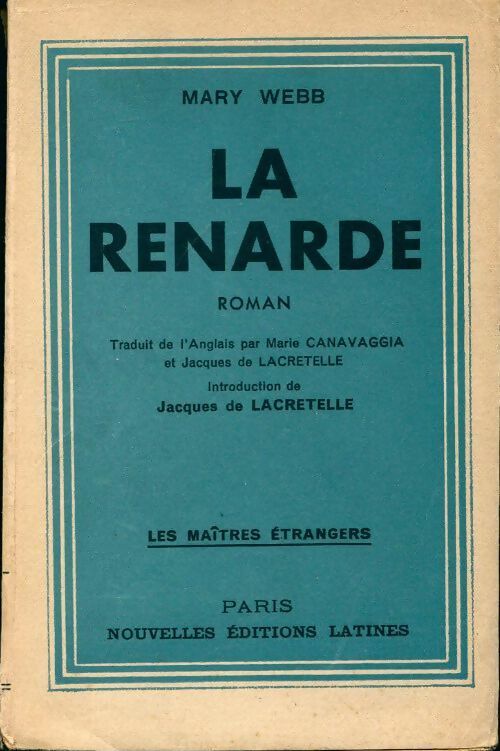 MARY WEBB
LA
RENARDE
ROMAN
Traduit de l'Anglais par Marie CANAVAGGIA
et Jacques de LACRETELLE
Introduction de
Jacques de LACRETELLE
LES MAÎTRES ÉTRANGERS
PARIS
NOUVELLES ÉDITIONS LATINES